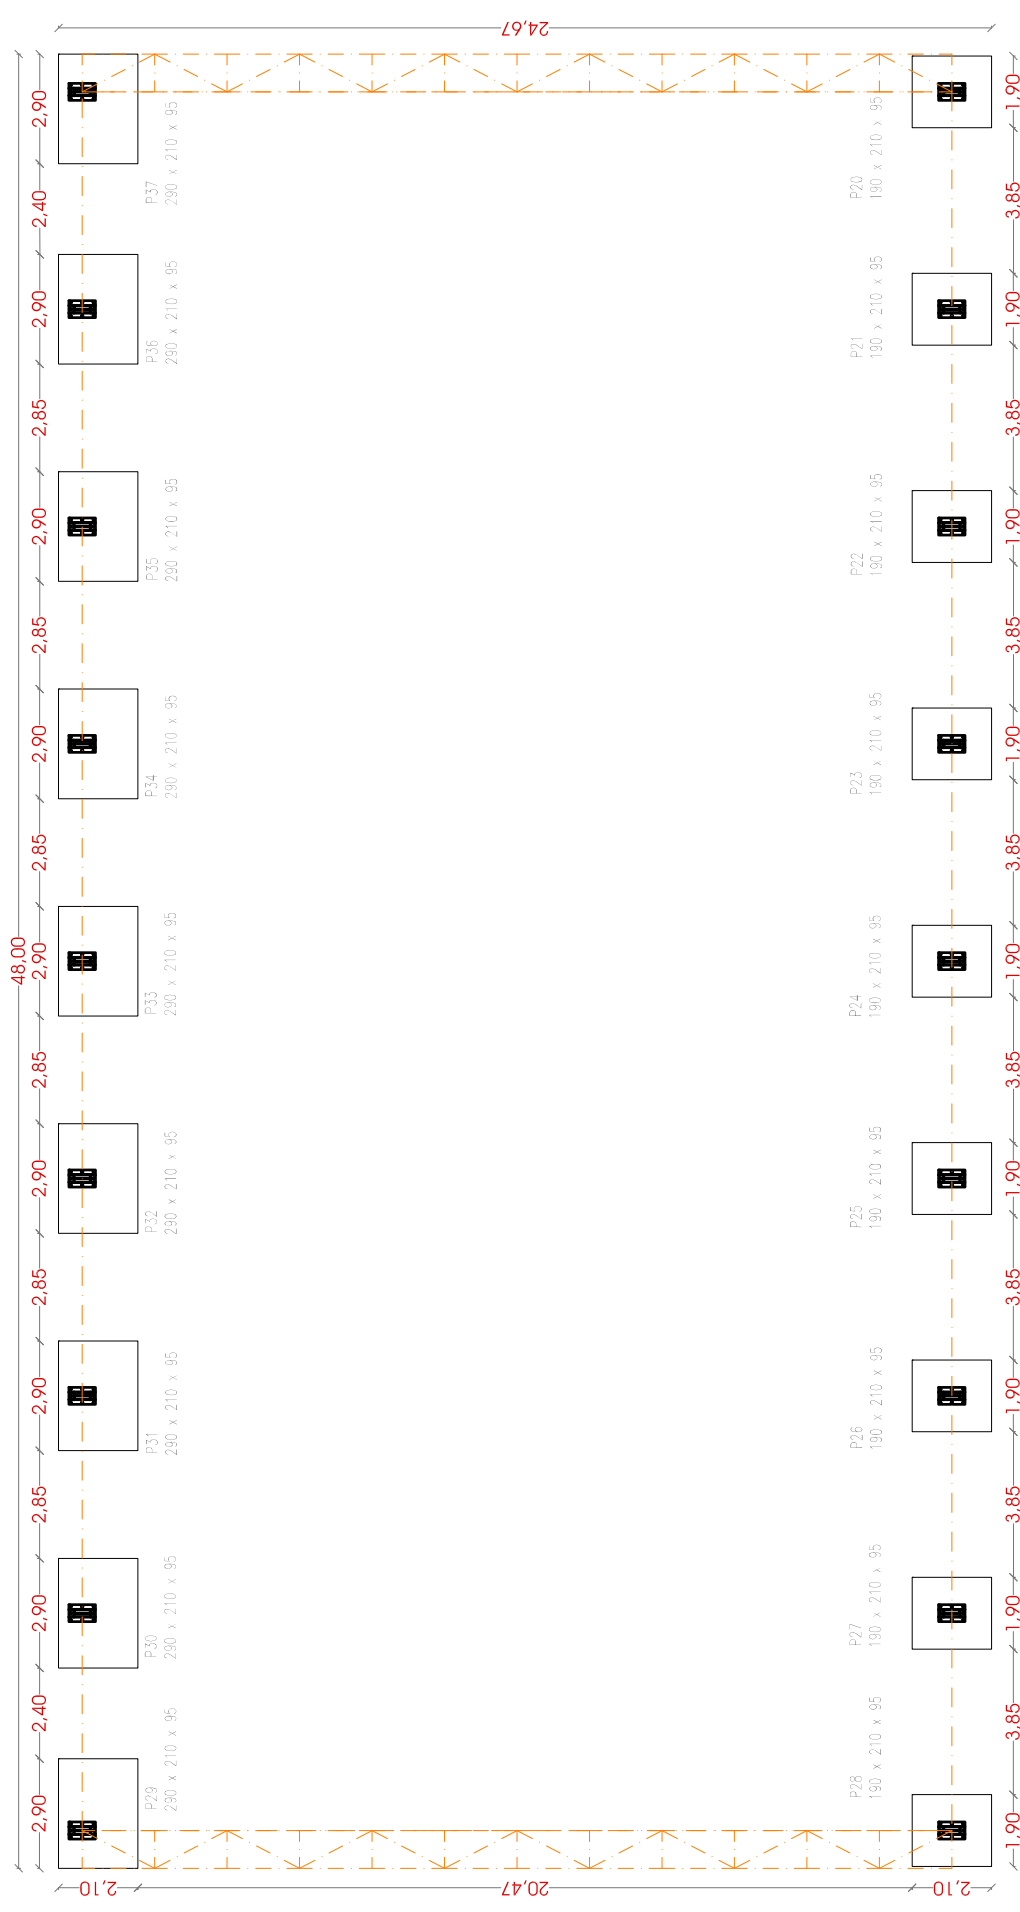 24,67
48,00
2,90
2,40
2,90
2,85
2,90
2,85
2,90
2,85
2,90
2,85
2,90
2,85
2,90
2,85
2,90
2,40
2,90
P37
290 x 210 x 95
P36
290 x 210 x 95
P35
290 x 210 x 95
P34
290 x 210 x 95
P33
290 x 210 x 95
P32
290 x 210 x 95
P31
290 x 210 x 95
P30
290 x 210 x 95
P29
290 x 210 x 95
P20
190 x 210 x 95
P21
190 x 210 x 95
P22
190 x 210 x 95
P23
190 x 210 x 95
P24
190 x 210 x 95
P25
190 x 210 x 95
P26
190 x 210 x 95
P27
190 x 210 x 95
P28
190 x 210 x 95
1,90
3,85
1,90
3,85
1,90
3,85
1,90
3,85
1,90
3,85
1,90
3,85
1,90
3,85
1,90
3,85
1,90
2,10
20,47
2,10